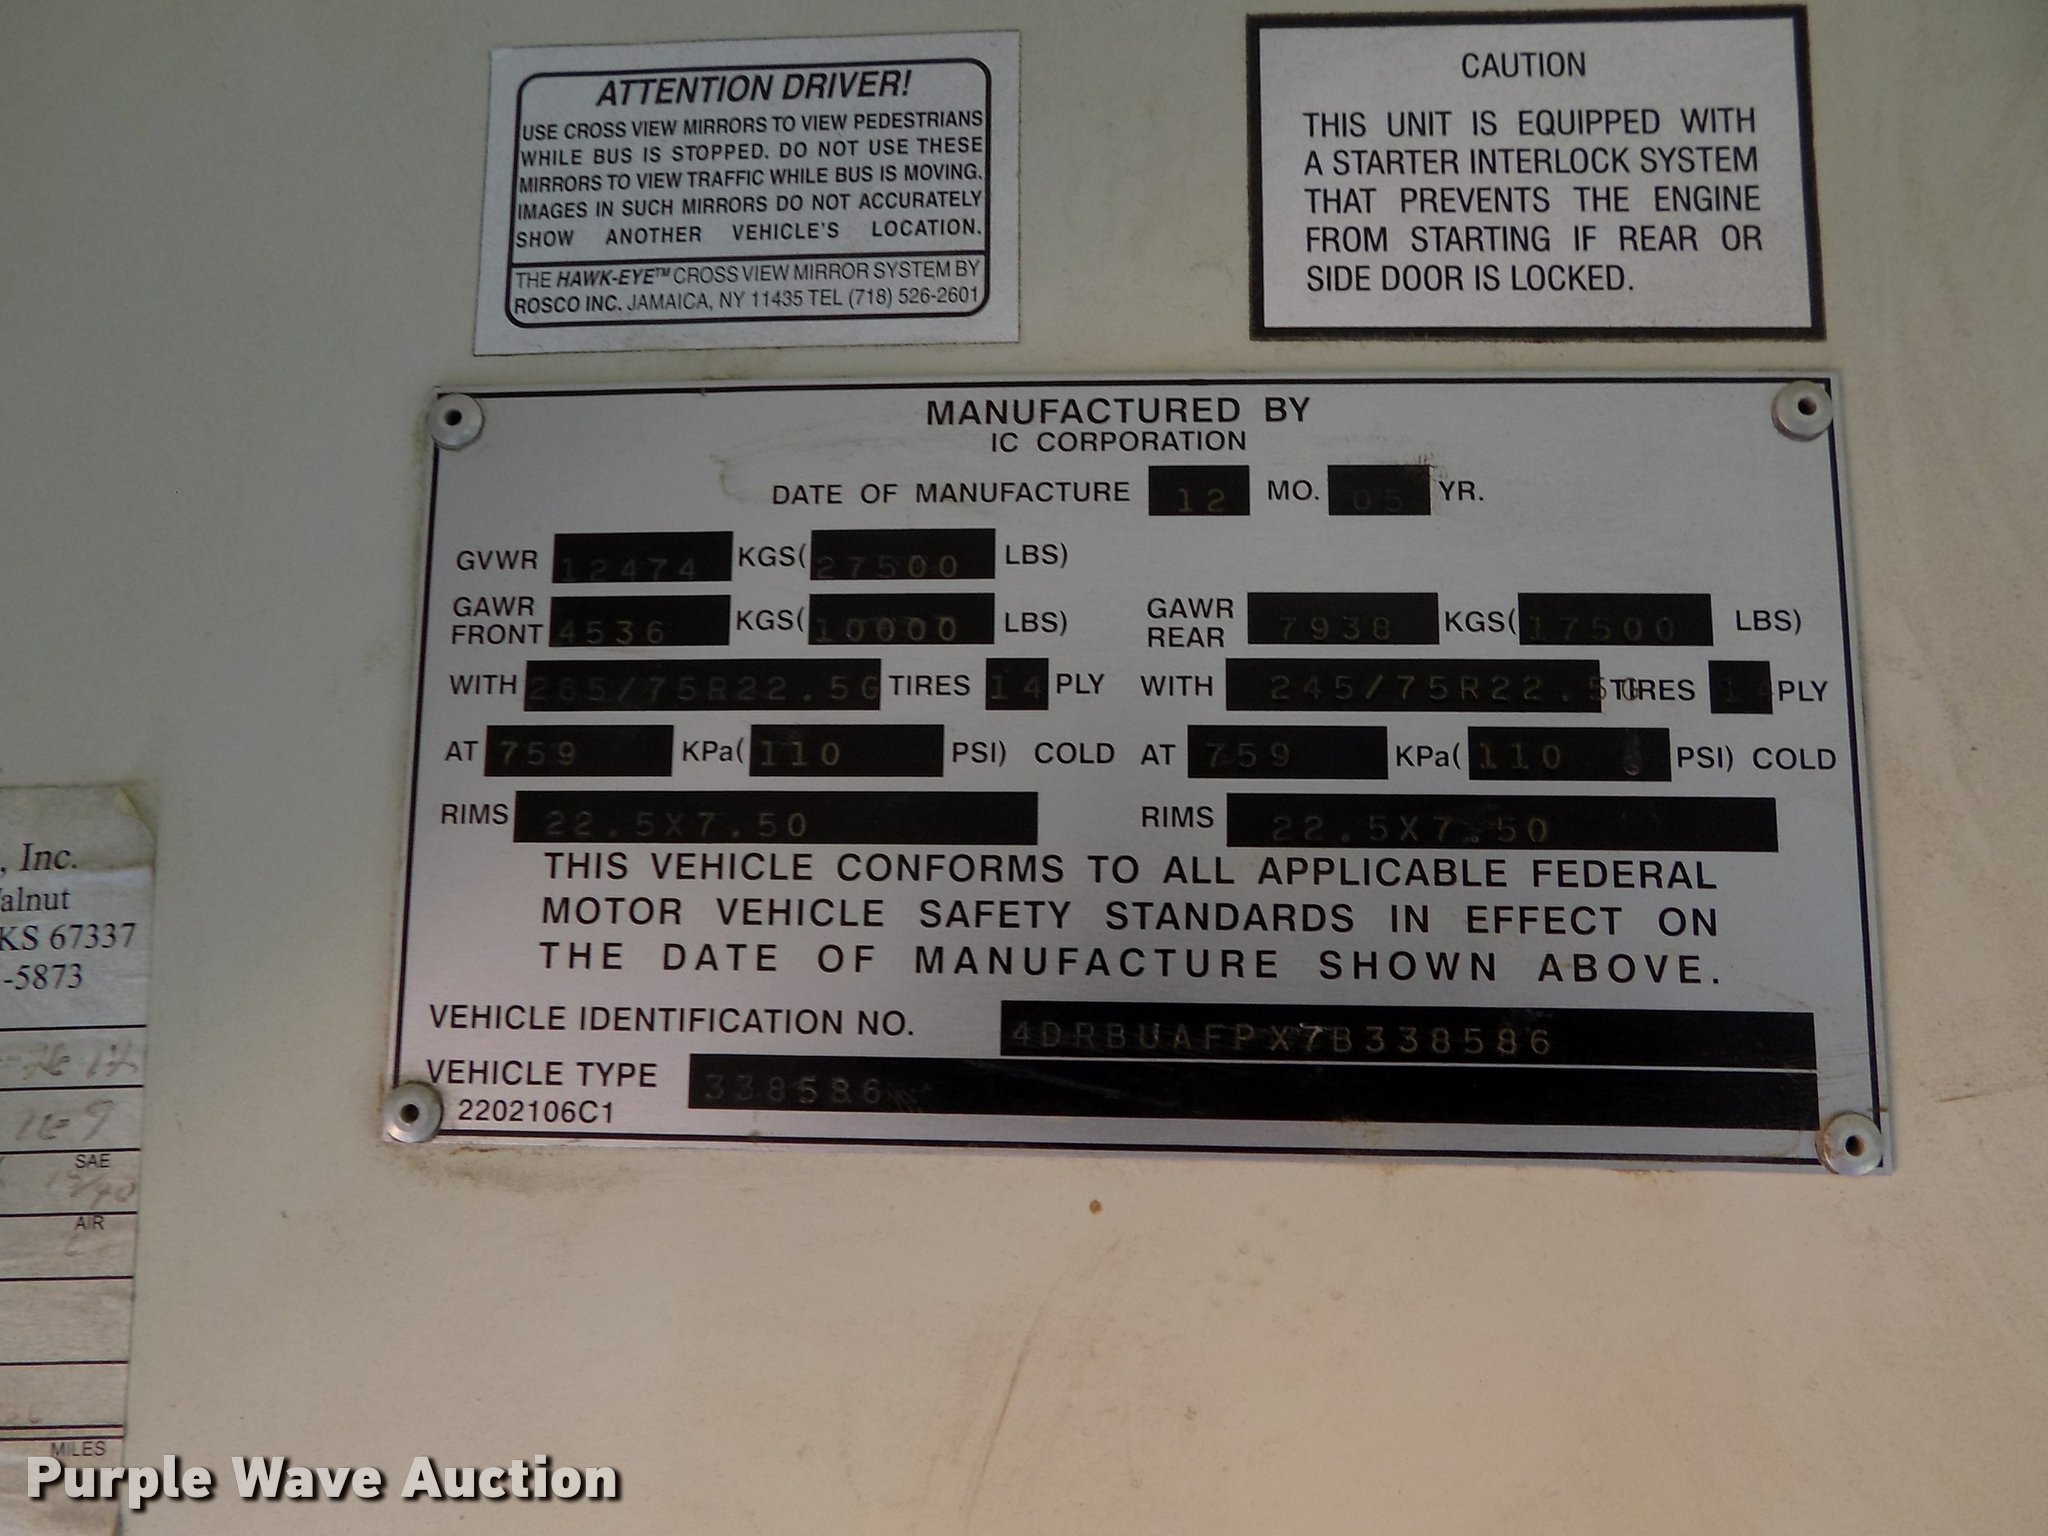 ATTENTION DRIVER!
USE CROSS VIEW MIRRORS TO VIEW PEDESTRIANS
WHILE BUS IS STOPPED. DO NOT USE THESE
MIRRORS TO VIEW TRAFFIC WHILE BUS IS MOVING.
IMAGES IN SUCH MIRRORS DO NOT ACCURATELY
SHOW ANOTHER VEHICLE'S LOCATION.
THE HAWK-EYE™ CROSS VIEW MIRROR SYSTEM BY
ROSCO INC. JAMAICA, NY 11435 TEL (718) 526-2601
CAUTION
THIS UNIT IS EQUIPPED WITH
A STARTER INTERLOCK SYSTEM
THAT PREVENTS THE ENGINE
FROM STARTING IF REAR OR
SIDE DOOR IS LOCKED.
MANUFACTURED BY
IC CORPORATION
DATE OF MANUFACTURE 12 MO. 05 YR.
GVWR 12474 KGS( 27500 LBS)
GAWR FRONT 4536 KGS( 10000 LBS) GAWR REAR 7938 KGS( 17500 LBS)
WITH 265/75R22.5G TIRES 14 PLY WITH 245/75R22.5G TIRES 14 PLY
AT 759 KPa( 110 PSI) COLD AT 759 KPa( 110 PSI) COLD
RIMS 22.5X7.50 RIMS 22.5X7.50
THIS VEHICLE CONFORMS TO ALL APPLICABLE FEDERAL
MOTOR VEHICLE SAFETY STANDARDS IN EFFECT ON
THE DATE OF MANUFACTURE SHOWN ABOVE.
VEHICLE IDENTIFICATION NO. 4DRBUAFPX7B338586
VEHICLE TYPE 338586
2202106C1
, Inc.
alnut
KS 67337
-5873
SAE
AIR
MILES
Purple Wave Auction